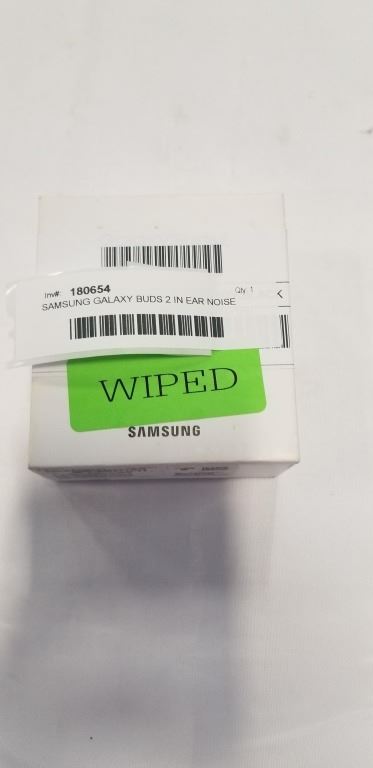 Inv#: 180654
Qty: 1
SAMSUNG GALAXY BUDS 2 IN EAR NOISE
WIPED
SAMSUNG